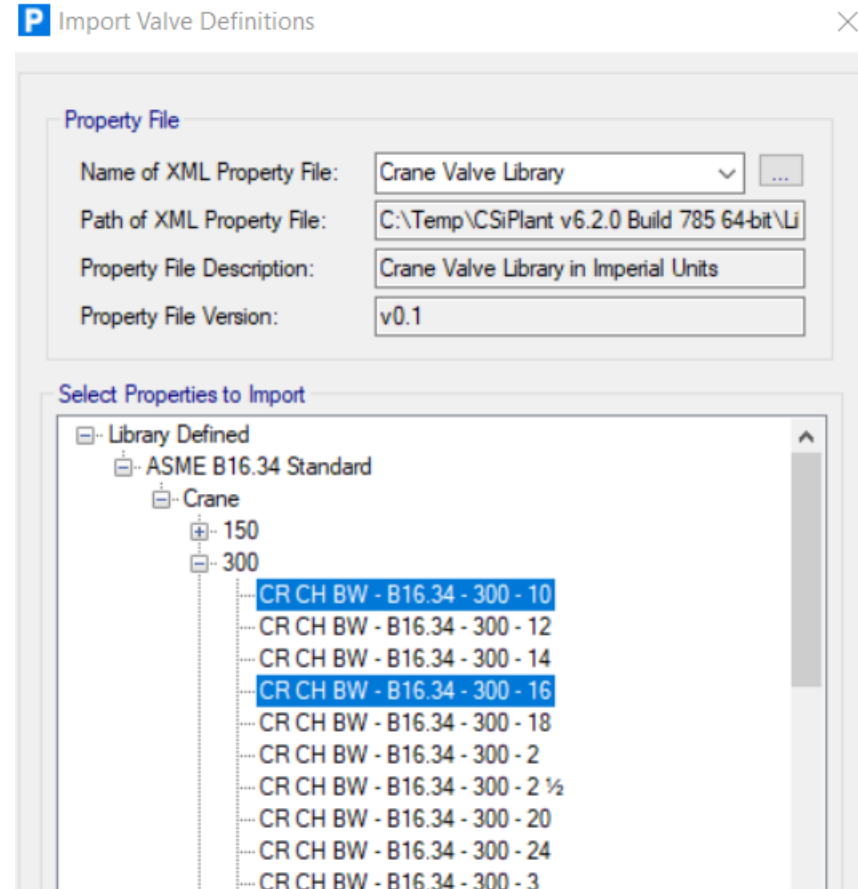 P Import Valve Definitions
Property File
Name of XML Property File: Crane Valve Library ...
Path of XML Property File: C:\Temp\CSiPlant v6.2.0 Build 785 64-bit\Li
Property File Description: Crane Valve Library in Imperial Units
Property File Version: v0.1
Select Properties to Import
Library Defined
ASME B16.34 Standard
Crane
150
300
CR CH BW - B16.34 - 300 - 10
CR CH BW - B16.34 - 300 - 12
CR CH BW - B16.34 - 300 - 14
CR CH BW - B16.34 - 300 - 16
CR CH BW - B16.34 - 300 - 18
CR CH BW - B16.34 - 300 - 2
CR CH BW - B16.34 - 300 - 2 ½
CR CH BW - B16.34 - 300 - 20
CR CH BW - B16.34 - 300 - 24
CR CH BW - B16.34 - 300 - 3